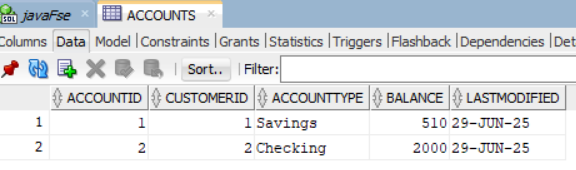 SQL javaFse × ACCOUNTS ×
Columns Data Model Constraints Grants Statistics Triggers Flashback Dependencies Det
Sort.. Filter:
ACCOUNTID CUSTOMERID ACCOUNTTYPE BALANCE LASTMODIFIED
1 1 1 Savings 510 29-JUN-25
2 2 2 Checking 2000 29-JUN-25